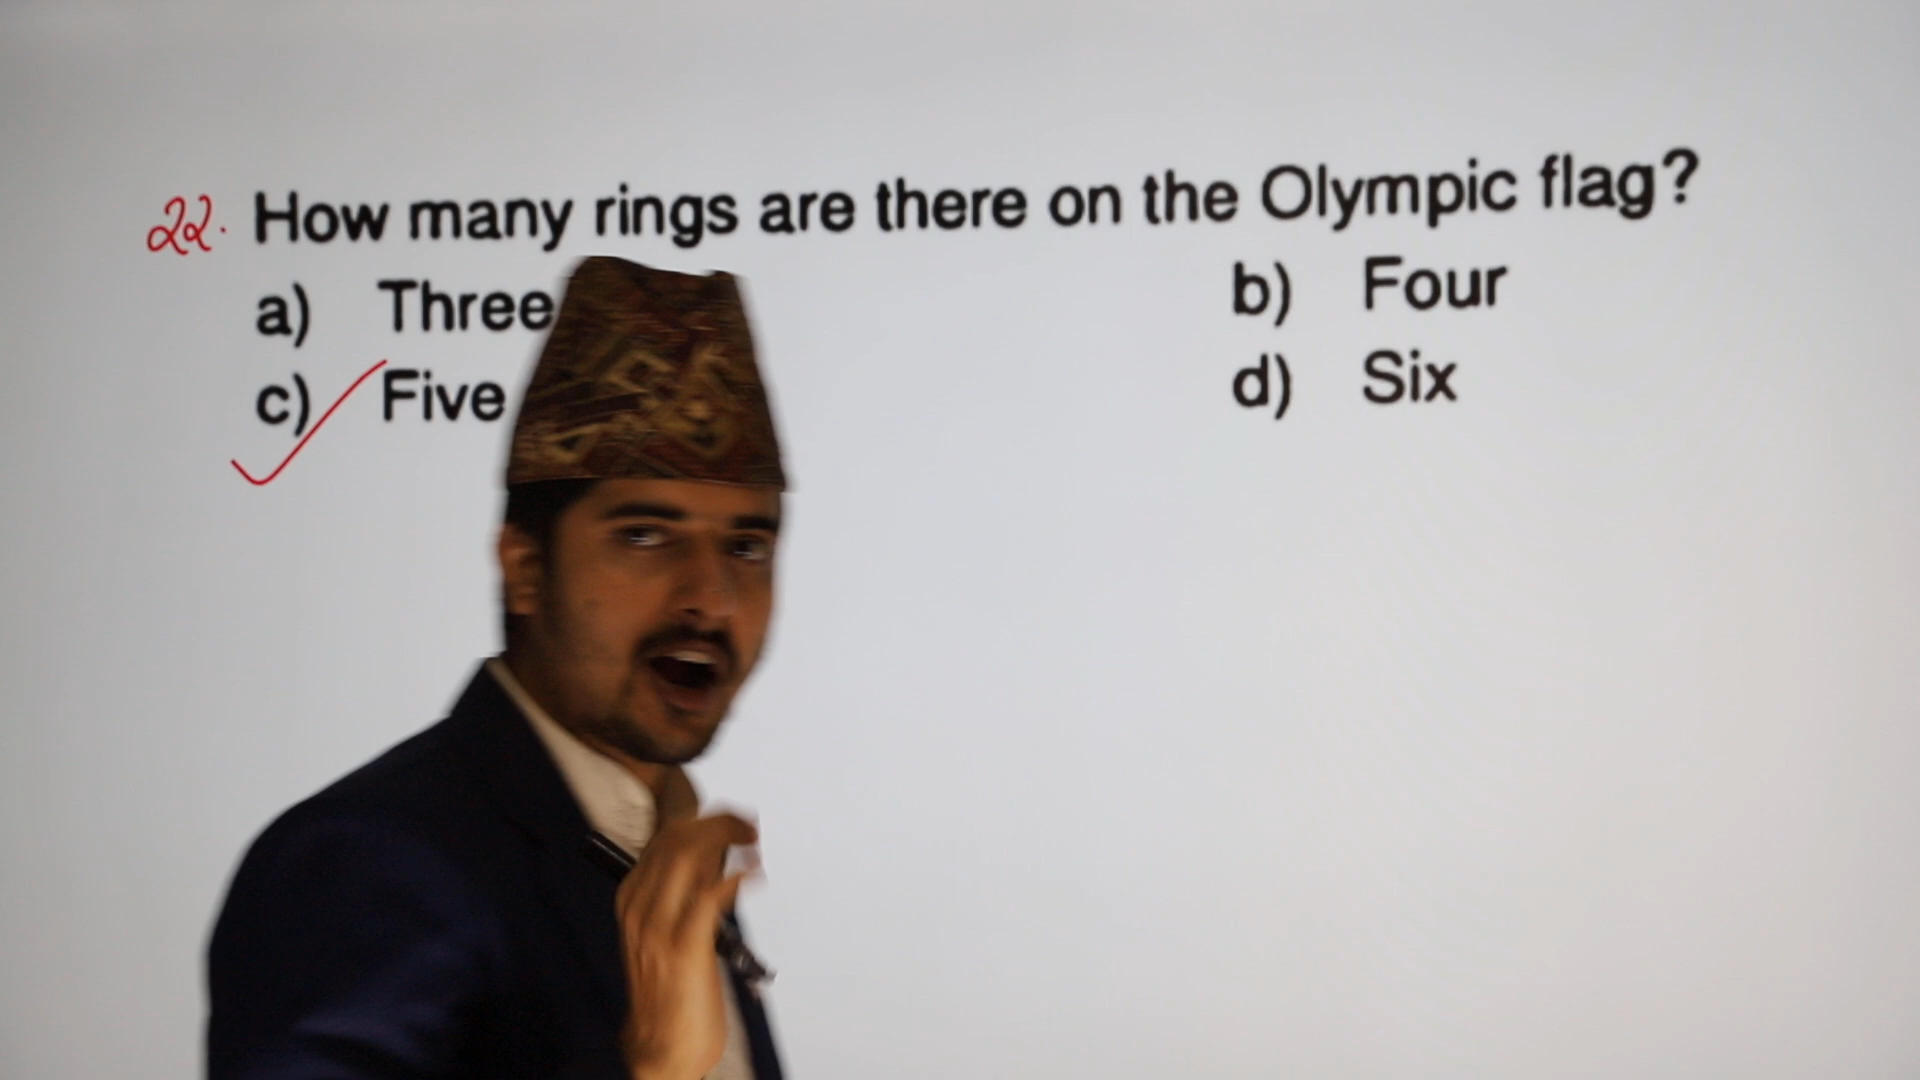 22. How many rings are there on the Olympic flag?
a) Three b) Four
c) Five d) Six